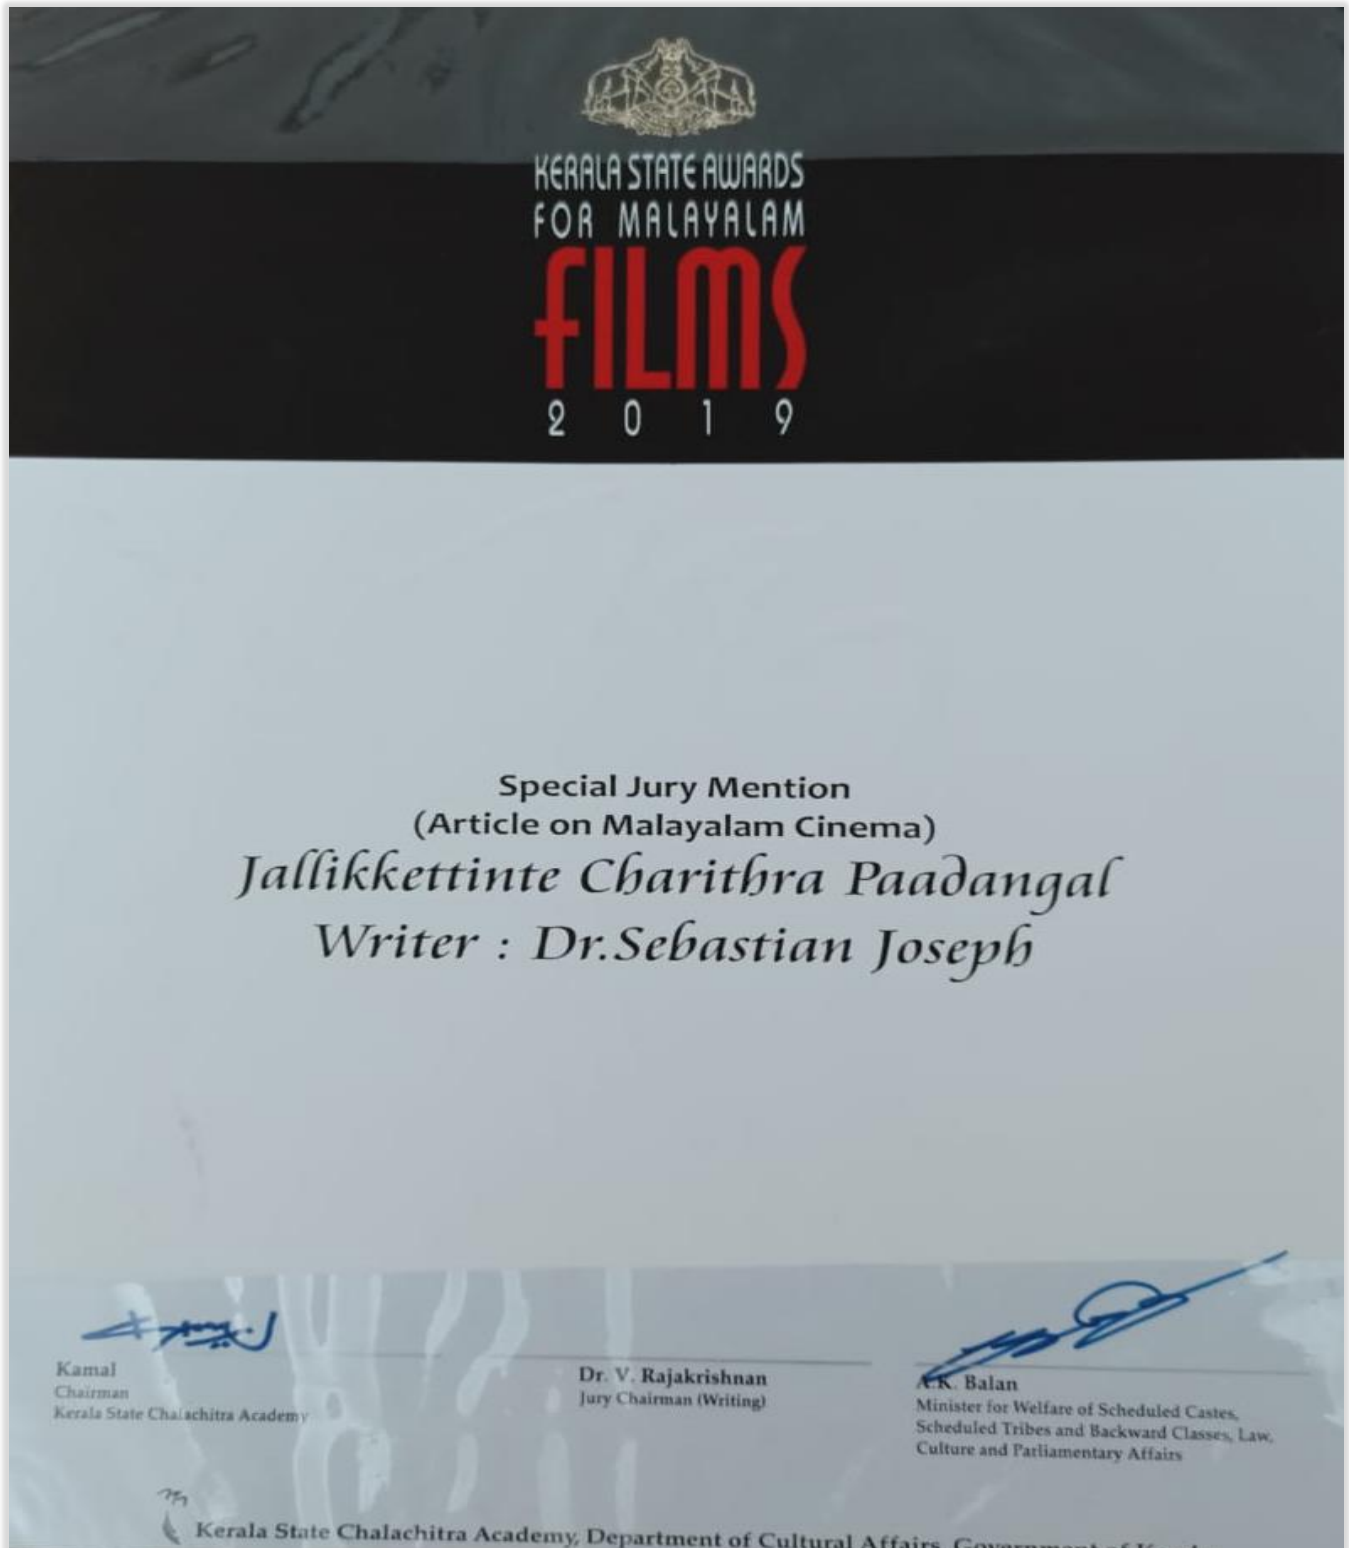 KERALA STATE AWARDS
FOR MALAYALAM
FILMS
2 0 1 9
Special Jury Mention
(Article on Malayalam Cinema)
Jallikkettinte Charithra Paadangal
Writer : Dr.Sebastian Joseph
Kamal
Chairman
Kerala State Chalachitra Academy
Dr. V. Rajakrishnan
Jury Chairman (Writing)
A.K. Balan
Minister for Welfare of Scheduled Castes,
Scheduled Tribes and Backward Classes, Law,
Culture and Parliamentary Affairs
Kerala State Chalachitra Academy, Department of Cultural Affairs, Government of